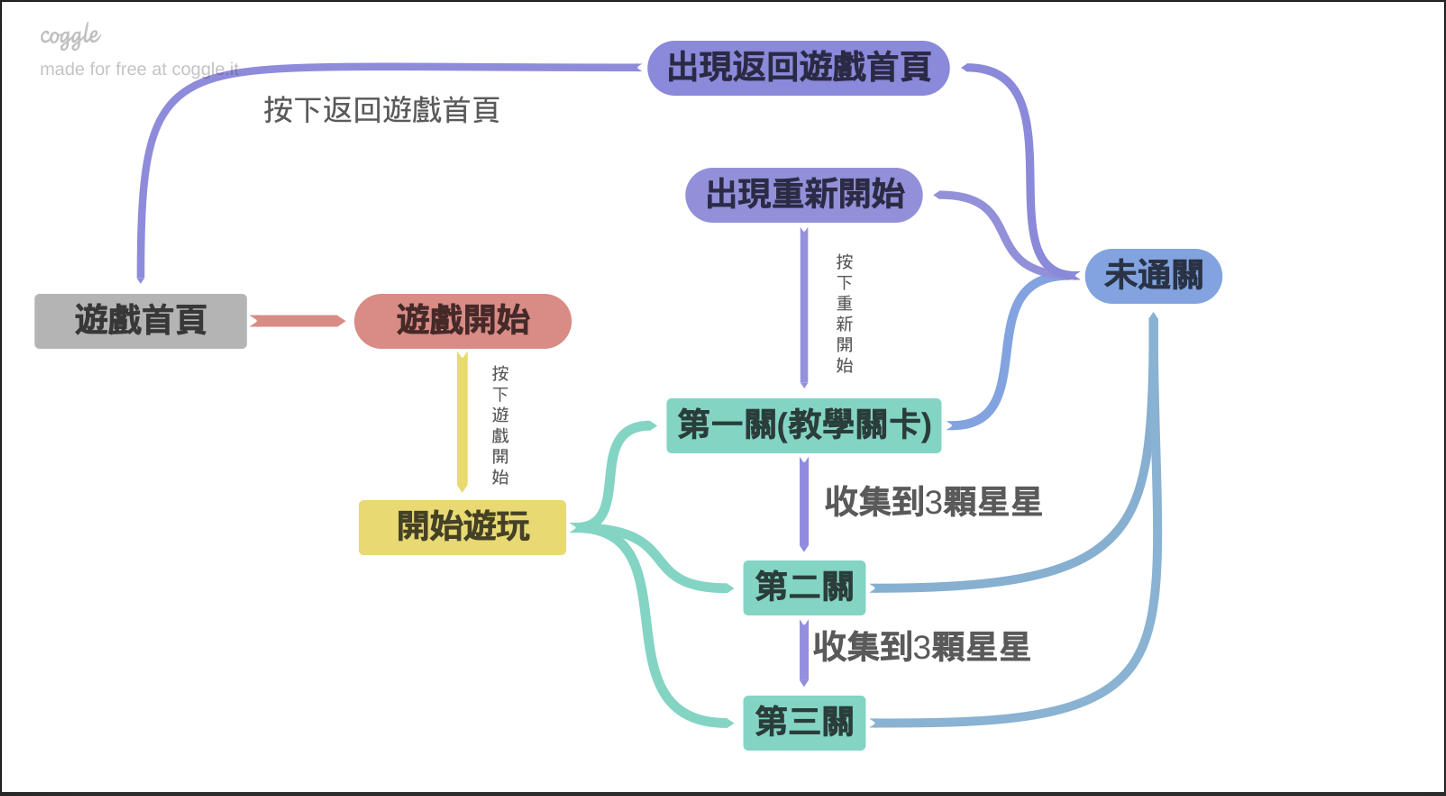 coggle
made for free at coggle.it
出現返回遊戲首頁
按下返回遊戲首頁
出現重新開始
按下重新開始
未通關
遊戲首頁
遊戲開始
按下遊戲開始
第一關(教學關卡)
收集到3顆星星
開始遊玩
第二關
收集到3顆星星
第三關